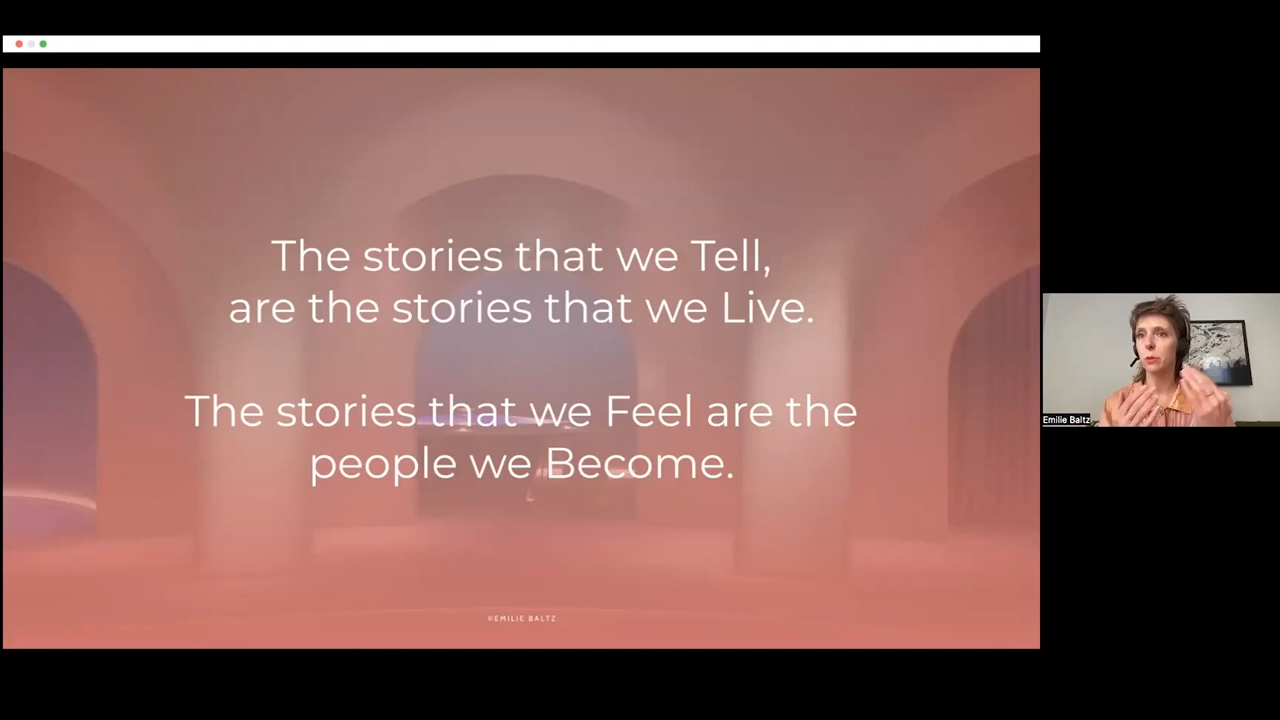 The stories that we Tell,
are the stories that we Live.
The stories that we Feel are the
people we Become.
©EMILIE BALTZ
Emilie Baltz